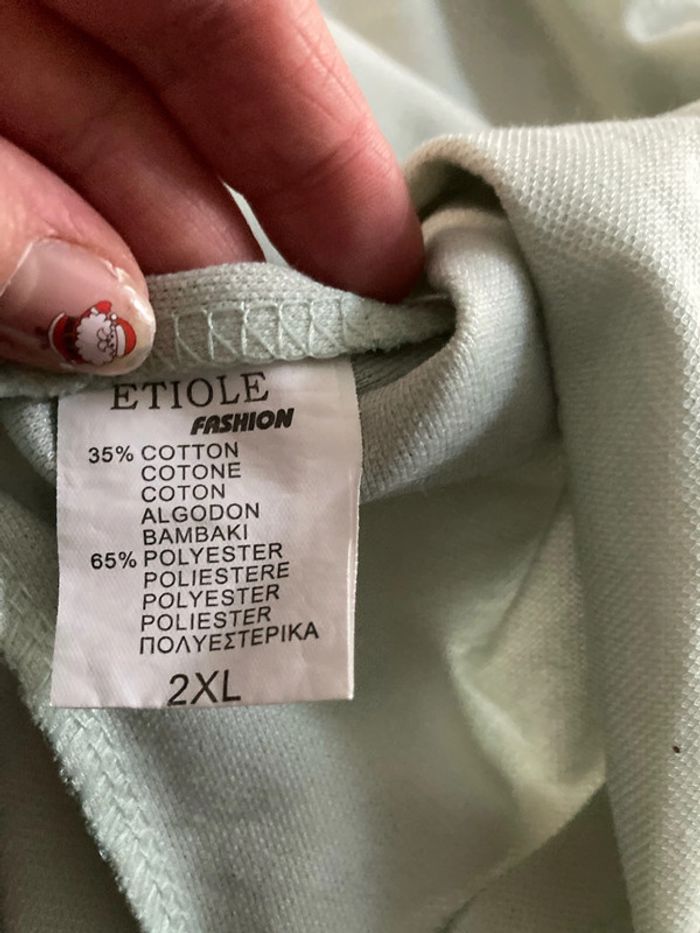 ETIOLE
FASHION
35% COTTON
COTONE
COTON
ALGODON
BAMBAKI
65% POLYESTER
POLIESTERE
POLYESTER
POLIESTER
ΠΟΛΥΕΣΤΕΡΙΚΑ
2XL